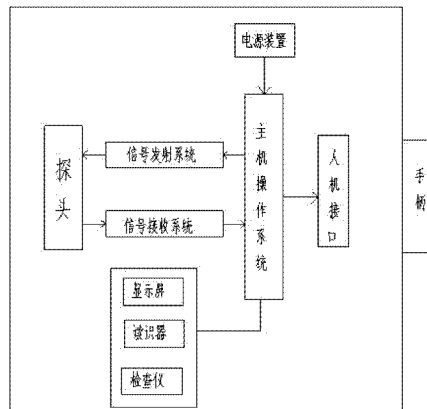 电源装置
信号发射系统
主机操作系统
探头
人机接口
手柄
信号接收系统
显示屏
读识器
检查仪